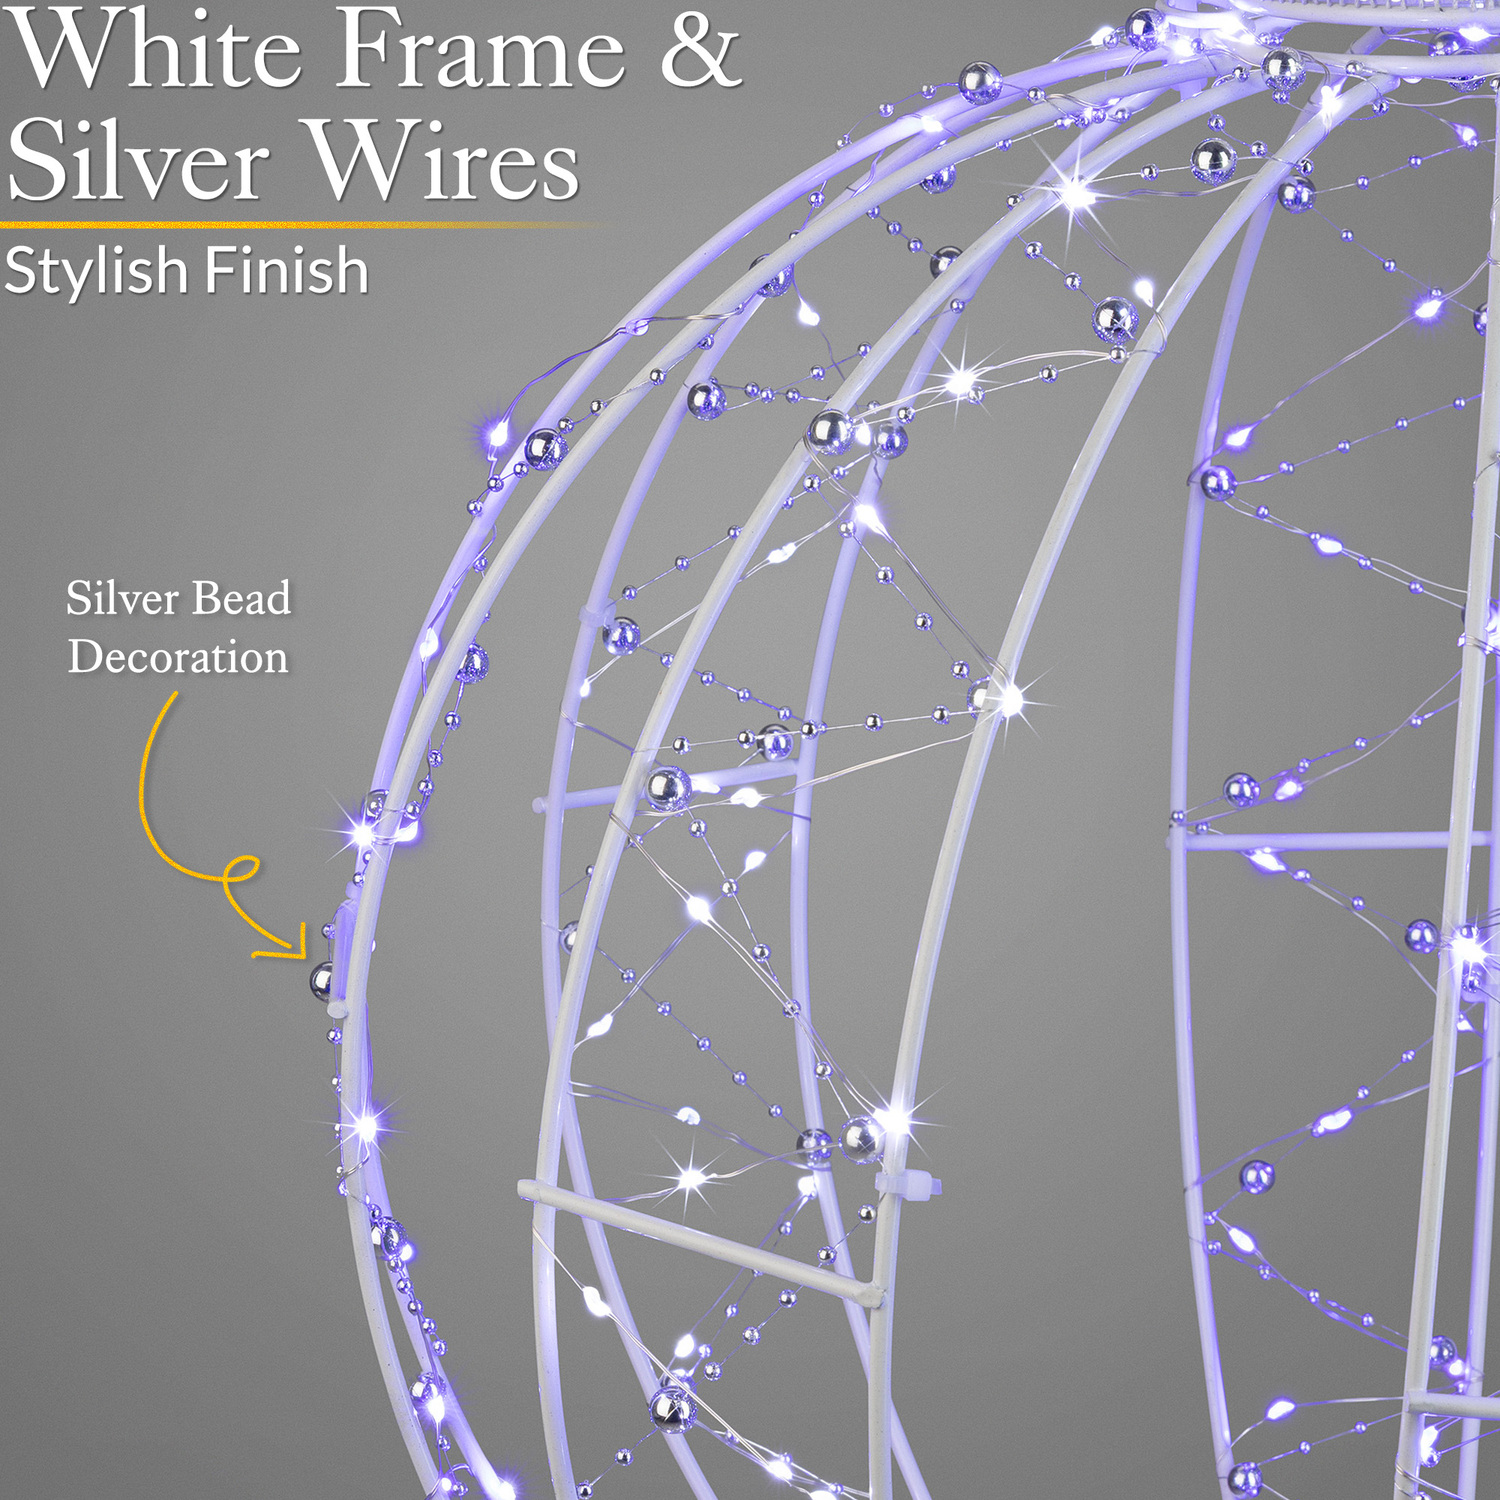 White Frame &
Silver Wires
Stylish Finish
Silver Bead
Decoration